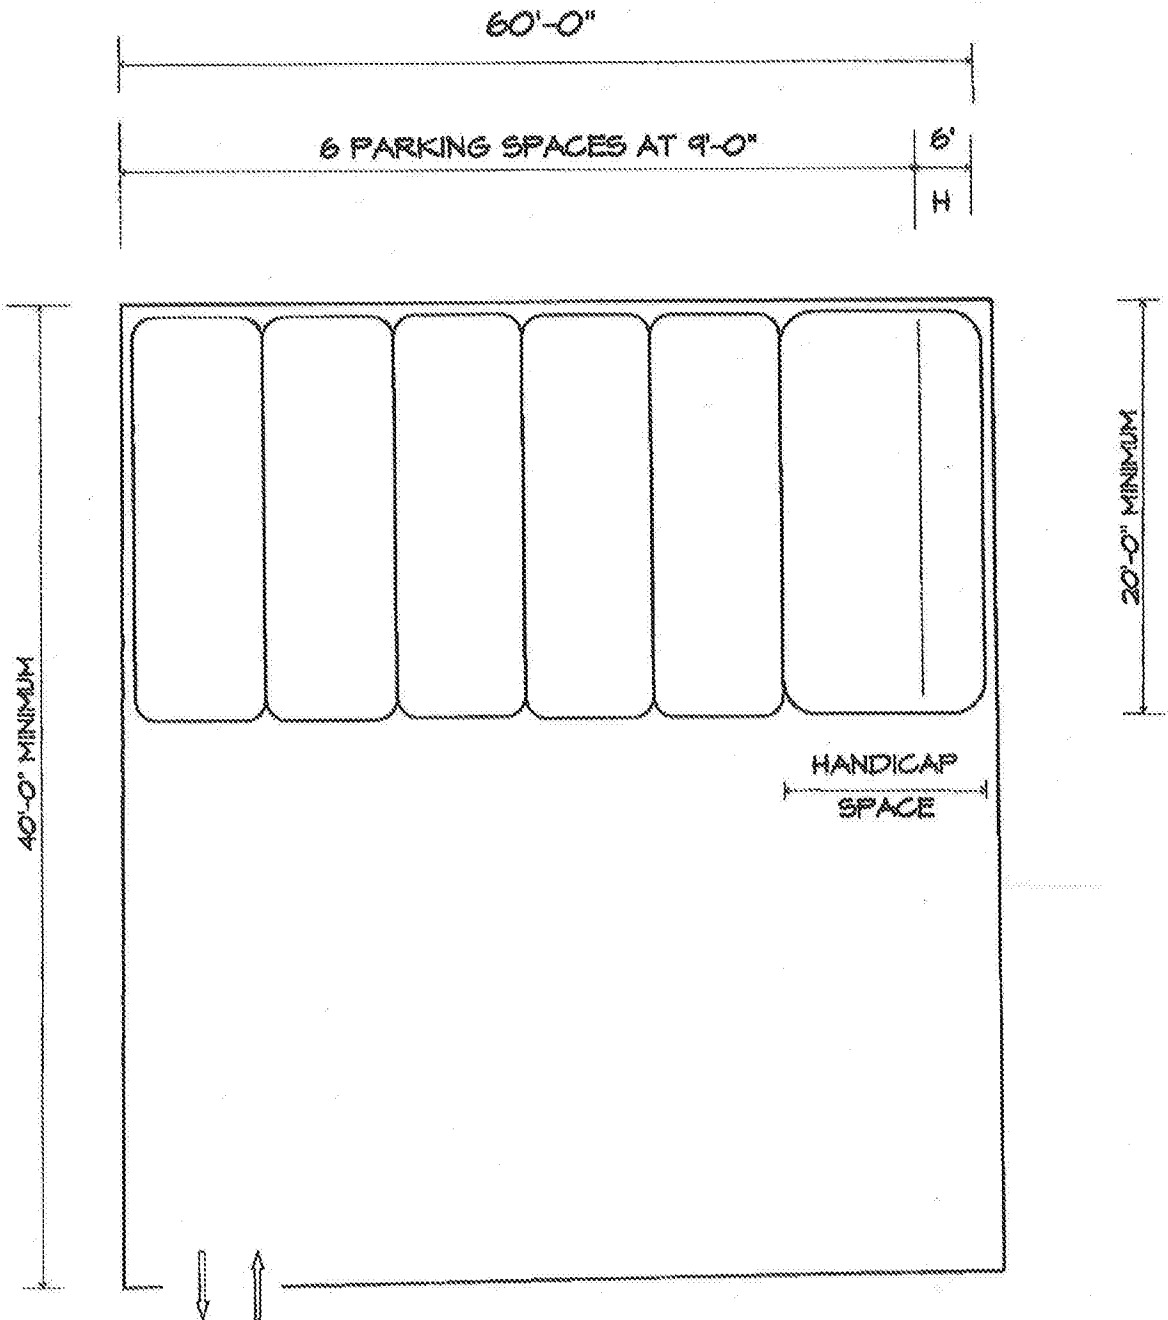 60'-0"
6 PARKING SPACES AT 9'-0"
6'
H
20'-0" MINIMUM
40'-0" MINIMUM
HANDICAP
SPACE